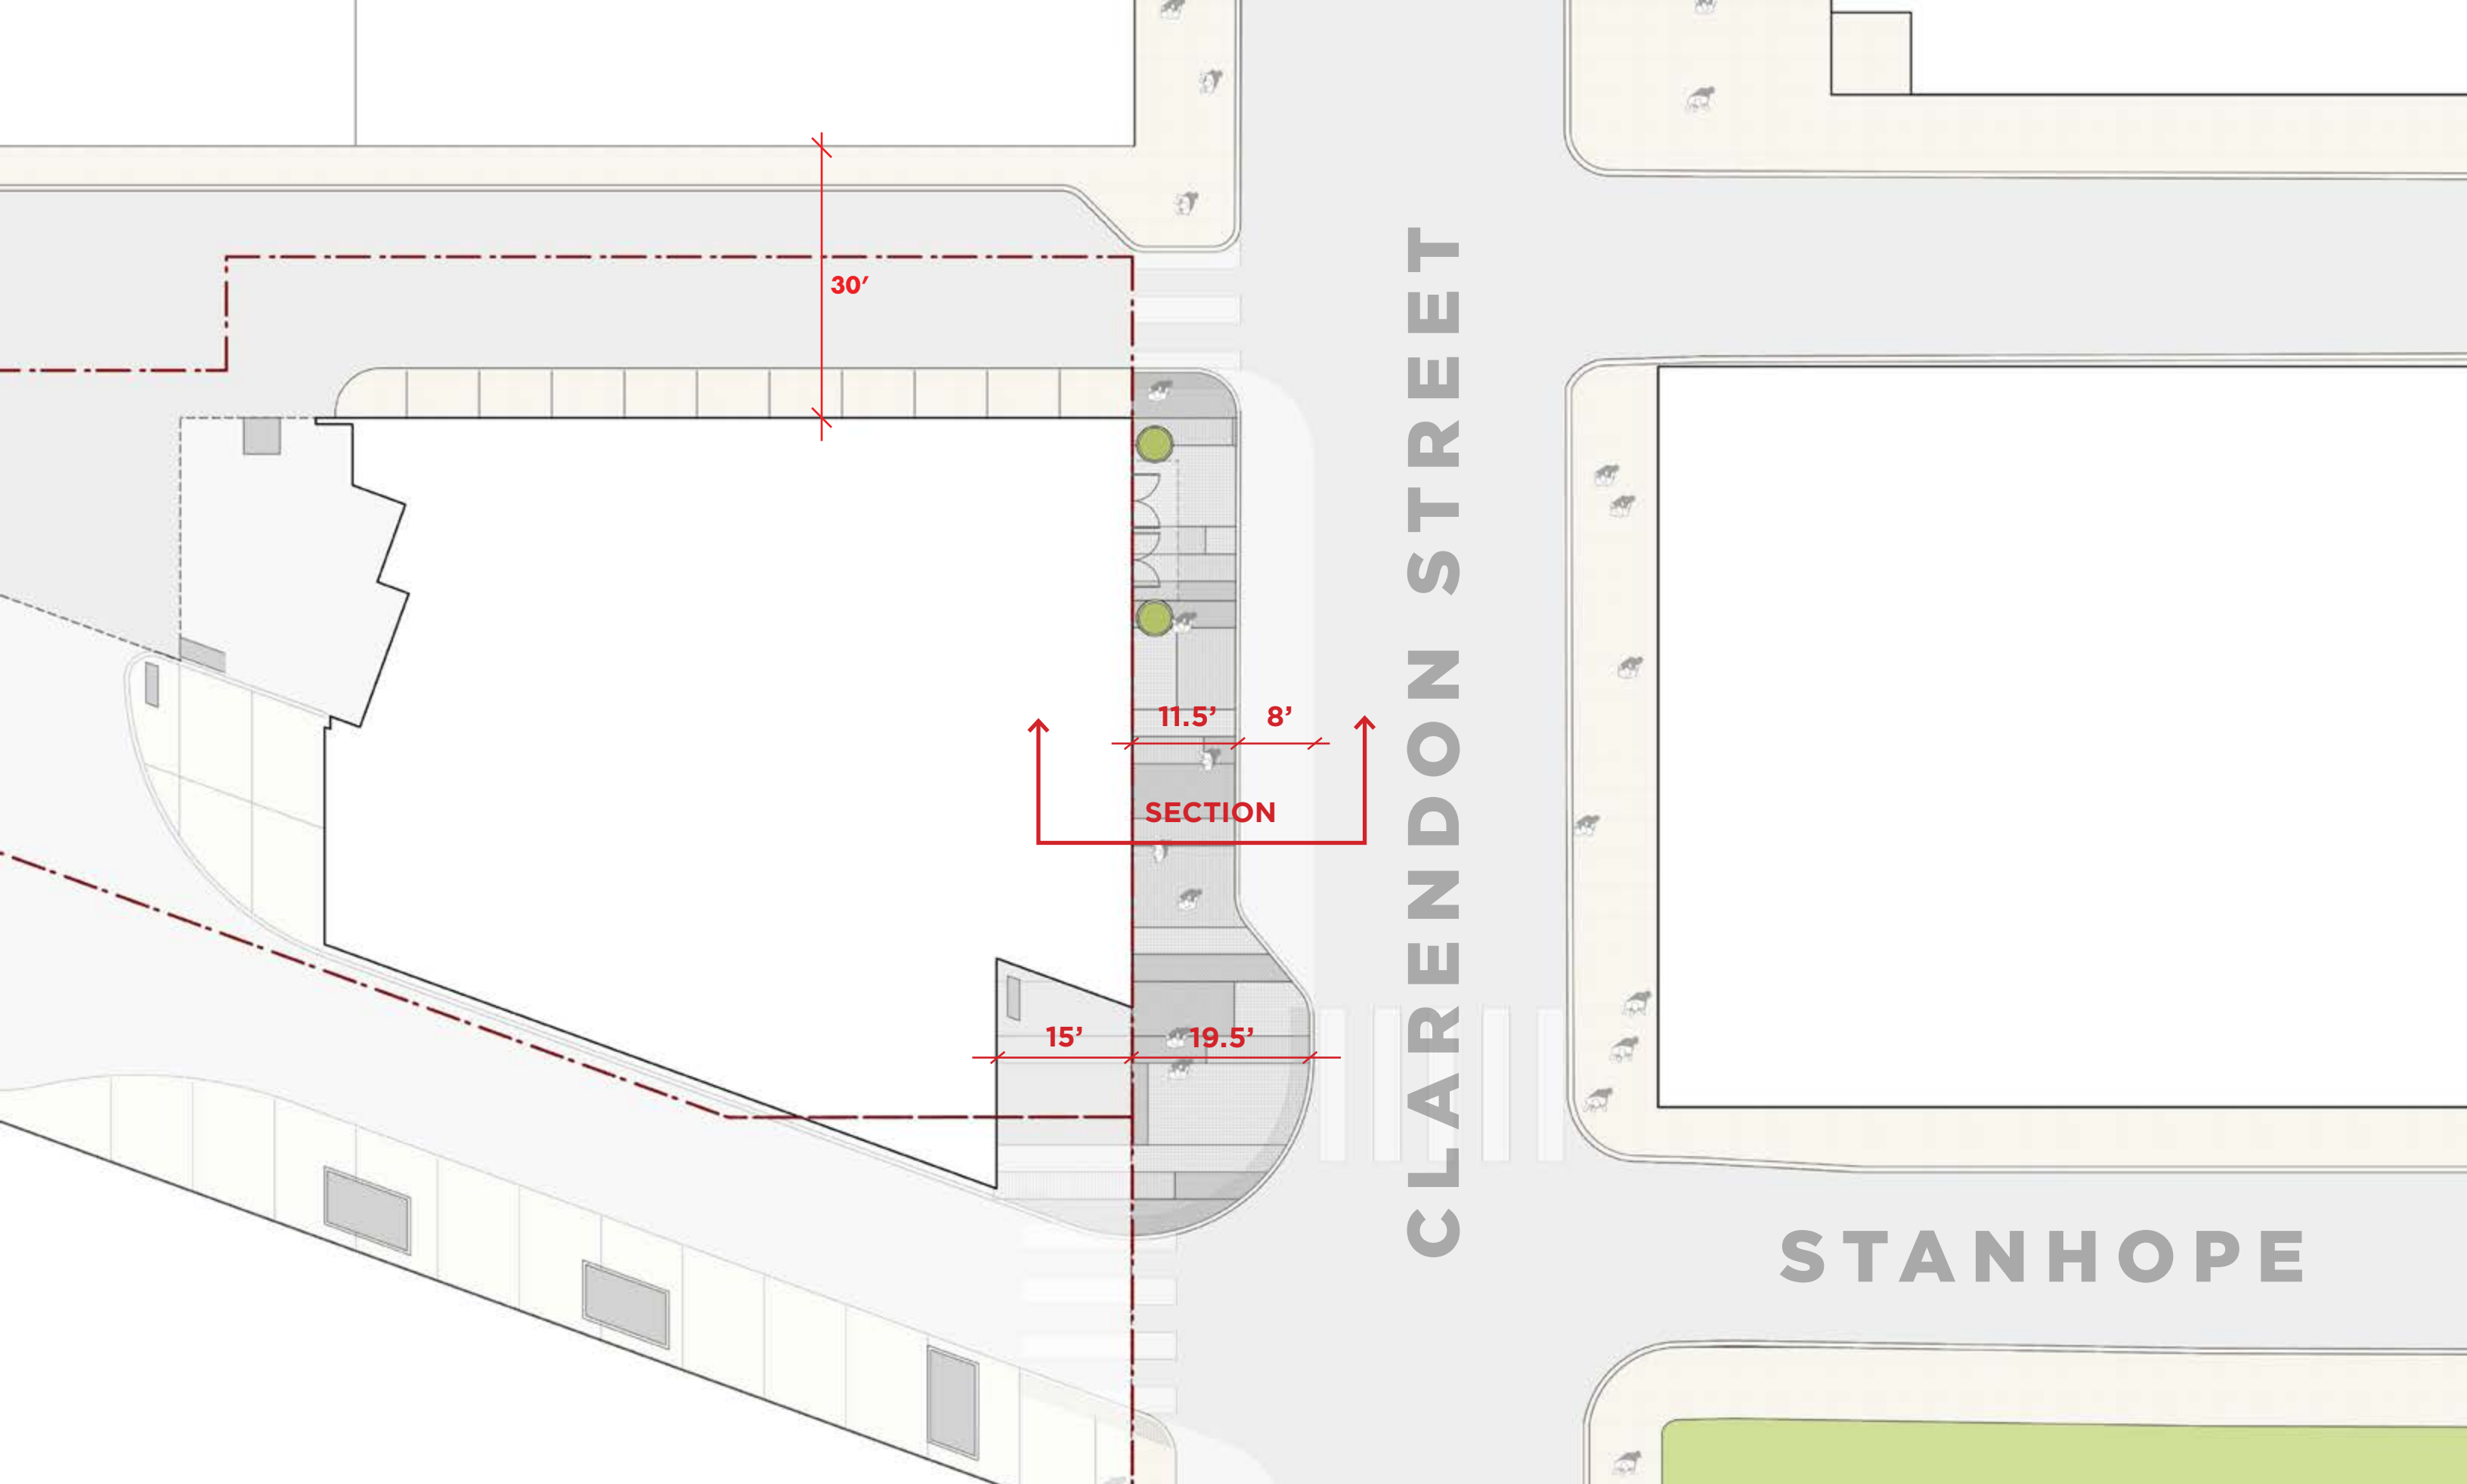 30′
CLARENDON STREET
11.5’
8’
SECTION
15’
19.5’
STANHOPE